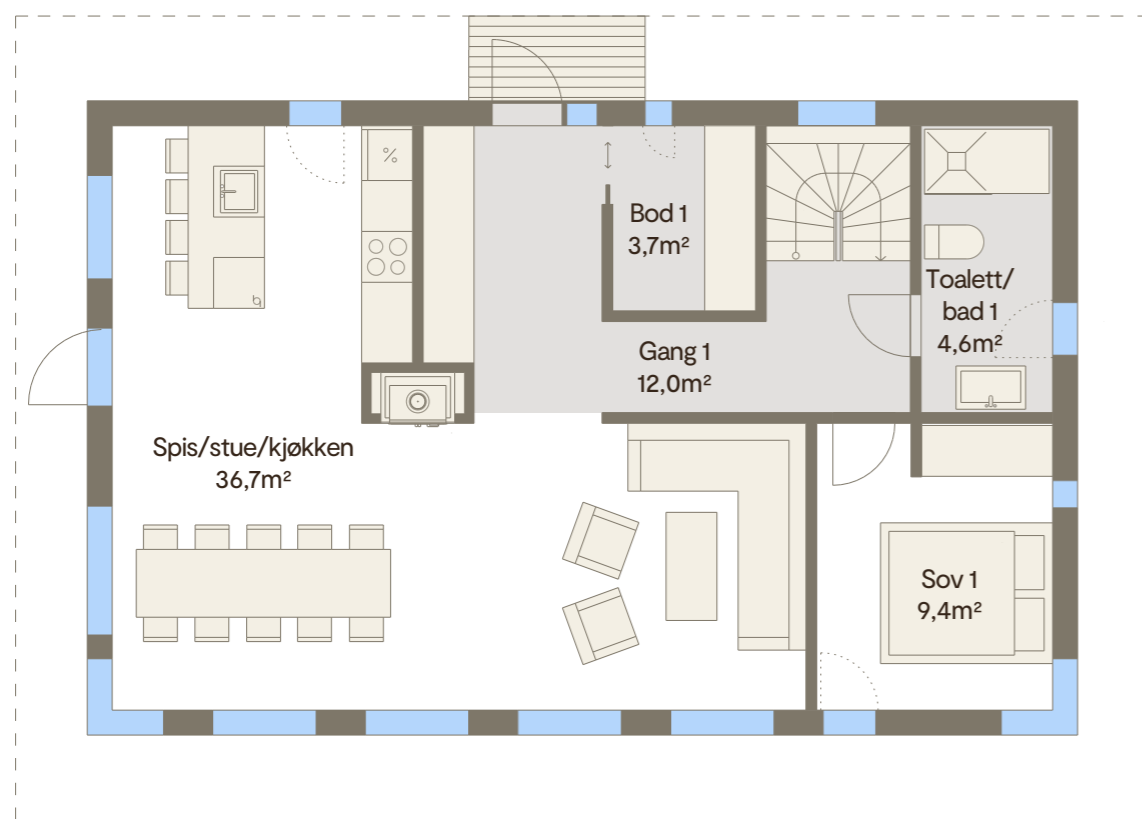 %
Bod 1
3,7m²
Toalett/
bad 1
4,6m²
Gang 1
12,0m²
Spis/stue/kjøkken
36,7m²
Sov 1
9,4m²